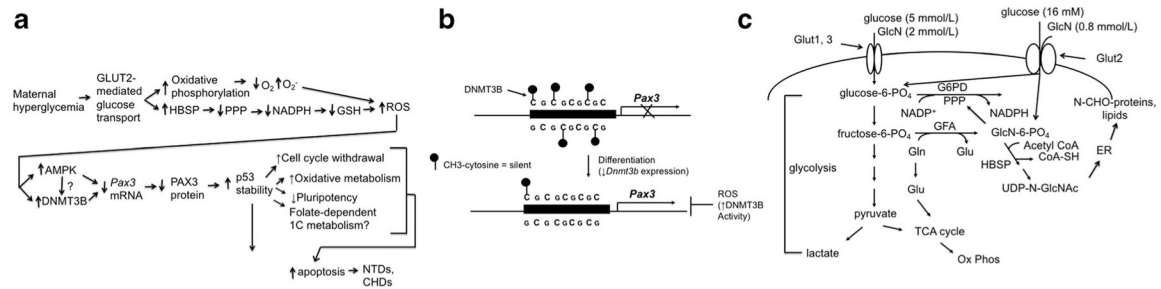 a
Maternal
hyperglycemia
GLUT2-
mediated
glucose
transport
↑ Oxidative
phosphorylation
↓O₂↑O₂⁻
↑HBSP
↓PPP
↓NADPH
↓GSH
↑ROS
↑AMPK
?
↑DNMT3B
↓ Pax3
mRNA
↓ PAX3
protein
↑ p53
stability
↑Cell cycle withdrawal
↑Oxidative metabolism
↓Pluripotency
Folate-dependent
1C metabolism?
↑ apoptosis
NTDs,
CHDs
b
DNMT3B
C G C G C G C G C
Pax3
G C G C G C G C G
CH3-cytosine = silent
Differentiation
(↓Dnmt3b expression)
C G C G C G C G C
Pax3
G C G C G C G C G
ROS
(↑DNMT3B
Activity)
c
glucose (5 mmol/L)
GlcN (2 mmol/L)
glucose (16 mM)
GlcN (0.8 mmol/L)
Glut1, 3
Glut2
glucose-6-PO₄
G6PD
PPP
NADP⁺
NADPH
N-CHO-proteins,
lipids
fructose-6-PO₄
GFA
GlcN-6-PO₄
Gln
Glu
Acetyl CoA
CoA-SH
ER
glycolysis
HBSP
UDP-N-GlcNAc
Glu
pyruvate
TCA cycle
lactate
Ox Phos